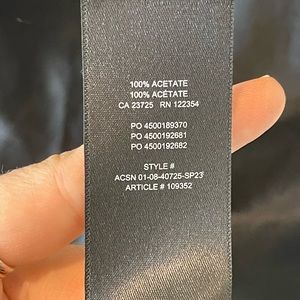 100% ACETATE
100% ACÉTATE
CA 23725 RN 122354
PO 4500189370
PO 4500192681
PO 4500192682
STYLE #
ACSN 01-08-40725-SP23
ARTICLE # 109352